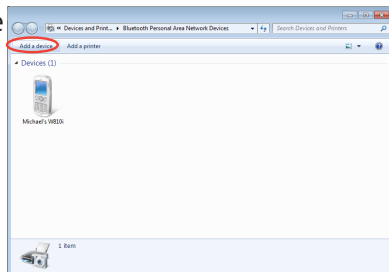 e
« Devices and Print... ▸ Bluetooth Personal Area Network Devices
Search Devices and Printers
Add a device Add a printer
Devices (1)
Michael's W810i
1 item